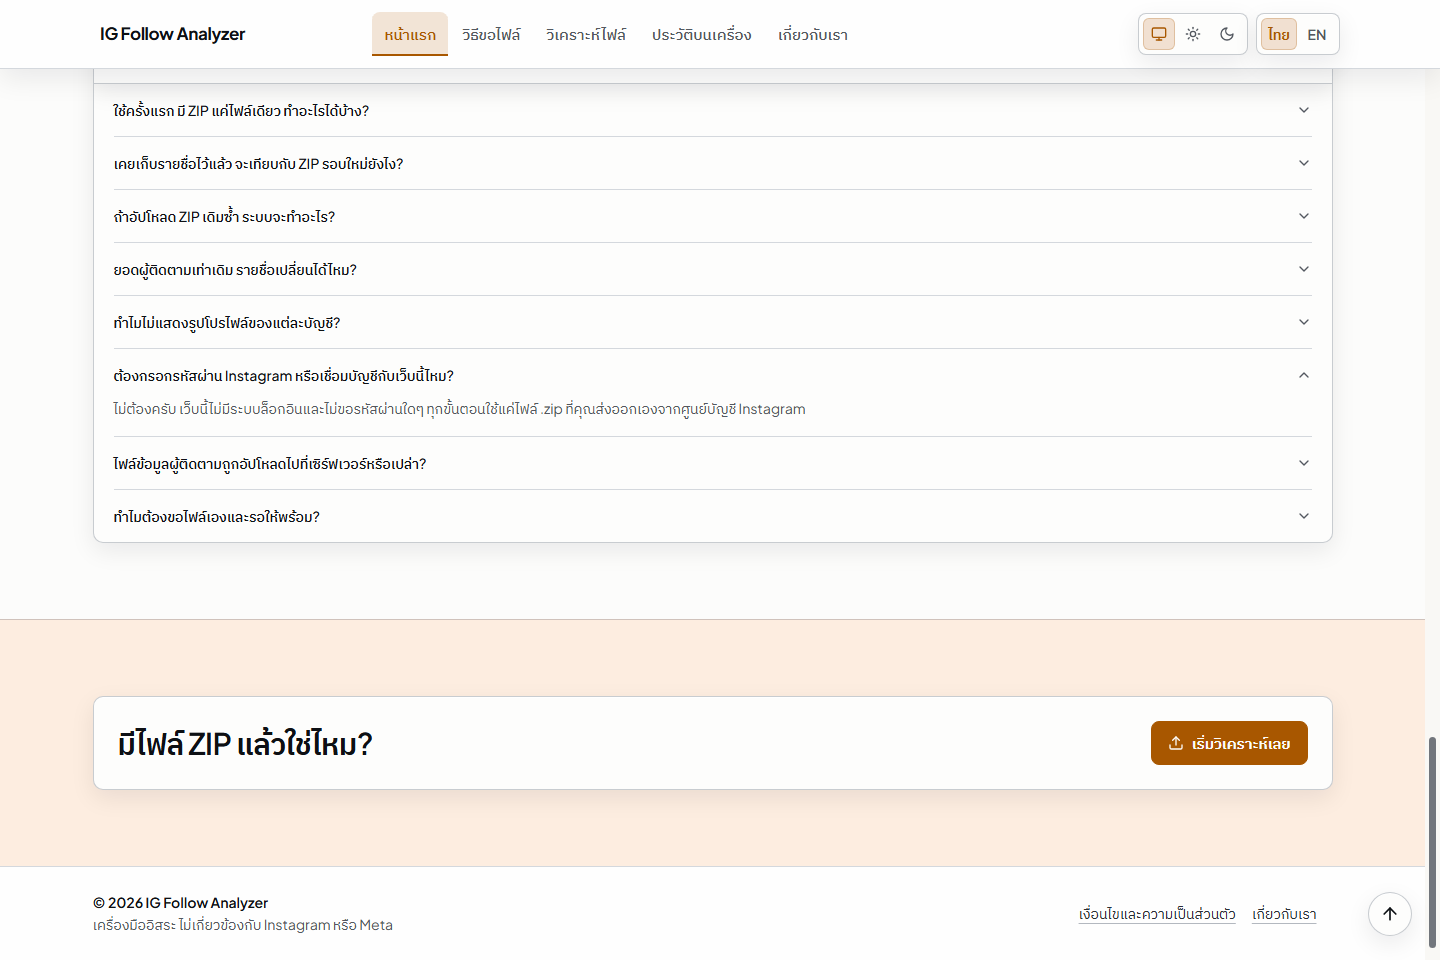 IG Follow Analyzer
หน้าแรก
วิธีขอไฟล์
วิเคราะห์ไฟล์
ประวัติบนเครื่อง
เกี่ยวกับเรา
ไทย
EN
ใช้ครั้งแรก มี ZIP แค่ไฟล์เดียว ทำอะไรได้บ้าง?
เคยเก็บรายชื่อไว้แล้ว จะเทียบกับ ZIP รอบใหม่ยังไง?
ถ้าอัปโหลด ZIP เดิมซ้ำ ระบบจะทำอะไร?
ยอดผู้ติดตามเท่าเดิม รายชื่อเปลี่ยนได้ไหม?
ทำไมไม่แสดงรูปโปรไฟล์ของแต่ละบัญชี?
ต้องกรอกรหัสผ่าน Instagram หรือเชื่อมบัญชีกับเว็บนี้ไหม?
ไม่ต้องครับ เว็บนี้ไม่มีระบบล็อกอินและไม่ขอรหัสผ่านใดๆ ทุกขั้นตอนใช้แค่ไฟล์ .zip ที่คุณส่งออกเองจากศูนย์บัญชี Instagram
ไฟล์ข้อมูลผู้ติดตามถูกอัปโหลดไปที่เซิร์ฟเวอร์หรือเปล่า?
ทำไมต้องขอไฟล์เองและรอให้พร้อม?
มีไฟล์ ZIP แล้วใช่ไหม?
เริ่มวิเคราะห์เลย
© 2026 IG Follow Analyzer
เครื่องมืออิสระ ไม่เกี่ยวข้องกับ Instagram หรือ Meta
เงื่อนไขและความเป็นส่วนตัว
เกี่ยวกับเรา